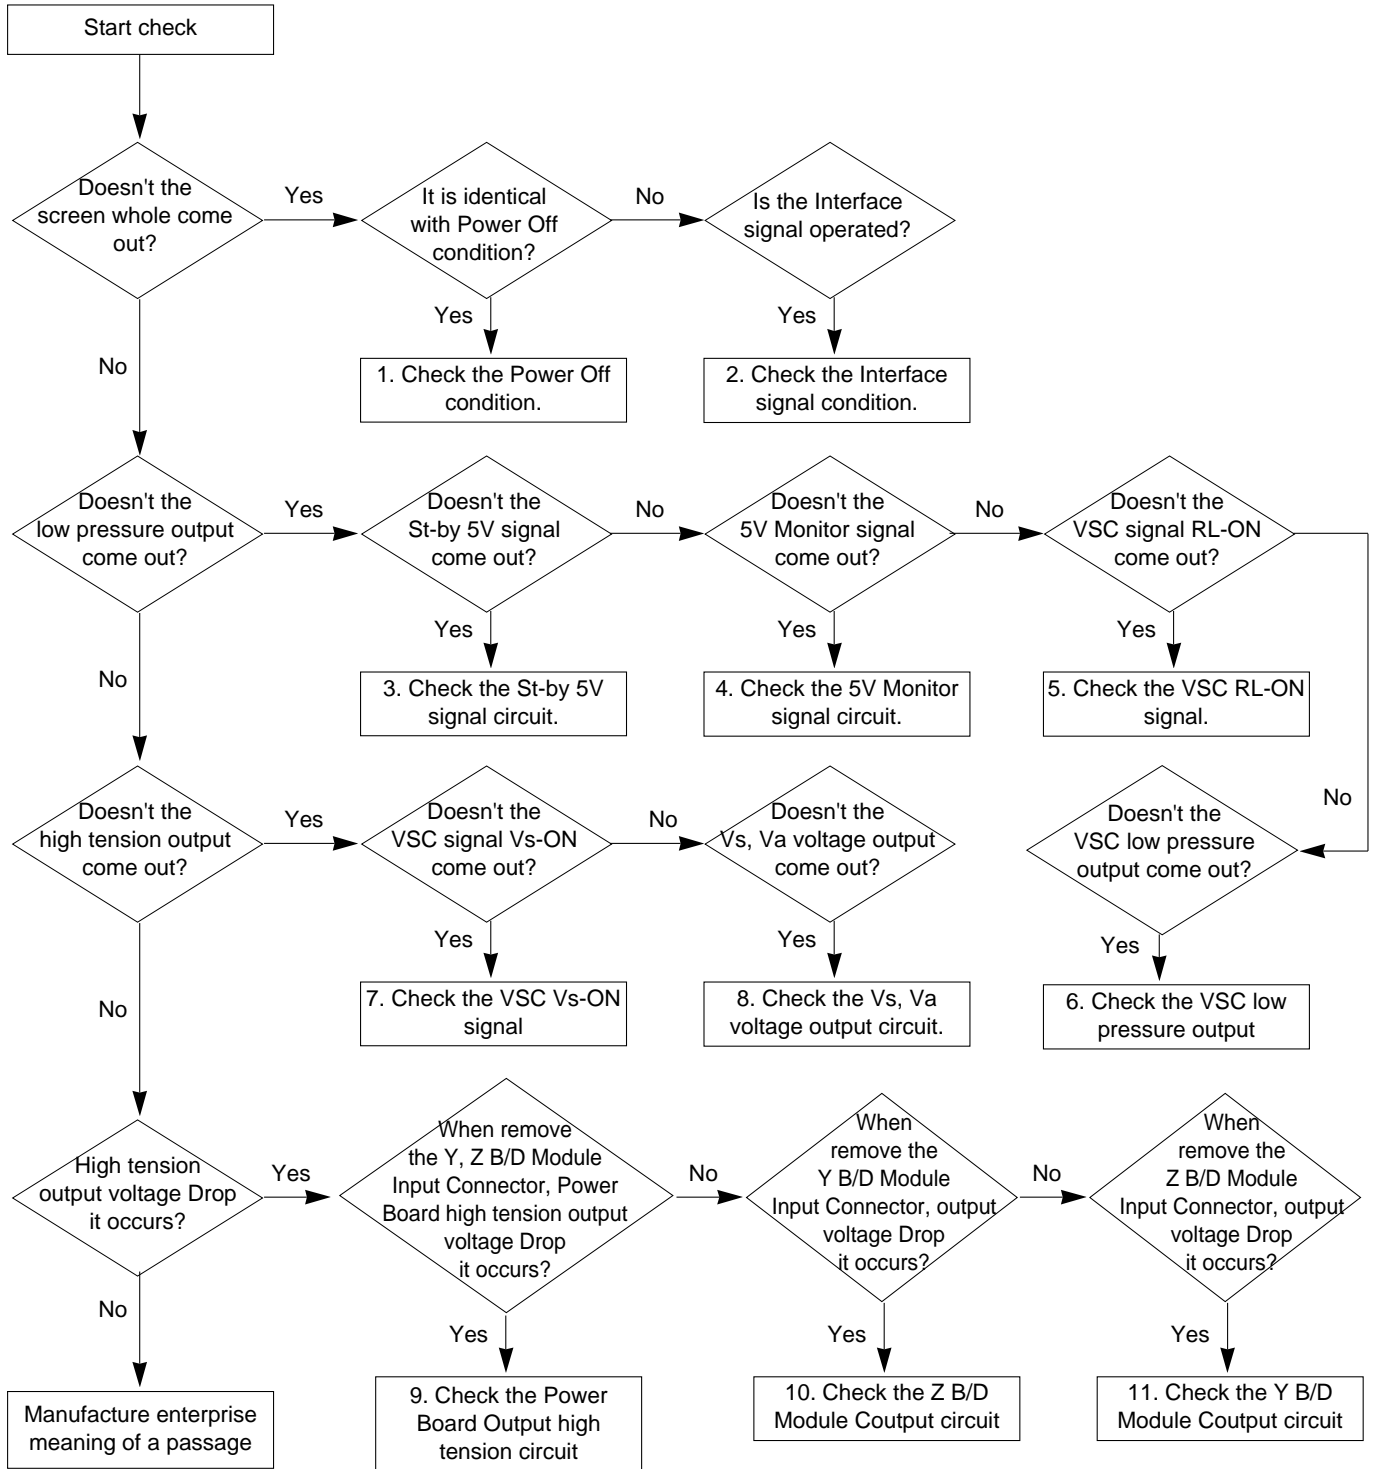 Start check
Doesn't the
screen whole come
out?
Yes
It is identical
with Power Off
condition?
No
Is the Interface
signal operated?
Yes
Yes
No
1. Check the Power Off
condition.
2. Check the Interface
signal condition.
Doesn't the
low pressure output
come out?
Yes
Doesn't the
St-by 5V signal
come out?
No
Doesn't the
5V Monitor signal
come out?
No
Doesn't the
VSC signal RL-ON
come out?
Yes
Yes
Yes
No
3. Check the St-by 5V
signal circuit.
4. Check the 5V Monitor
signal circuit.
5. Check the VSC RL-ON
signal.
Doesn't the
high tension output
come out?
Yes
Doesn't the
VSC signal Vs-ON
come out?
No
Doesn't the
Vs, Va voltage output
come out?
No
Doesn't the
VSC low pressure
output come out?
Yes
Yes
Yes
No
7. Check the VSC Vs-ON
signal
8. Check the Vs, Va
voltage output circuit.
6. Check the VSC low
pressure output
High tension
output voltage Drop
it occurs?
Yes
When remove
the Y, Z B/D Module
Input Connector, Power
Board high tension output
voltage Drop
it occurs?
No
When
remove the
Y B/D Module
Input Connector, output
voltage Drop
it occurs?
No
When
remove the
Z B/D Module
Input Connector, output
voltage Drop
it occurs?
No
Yes
Yes
Yes
Manufacture enterprise
meaning of a passage
9. Check the Power
Board Output high
tension circuit
10. Check the Z B/D
Module Coutput circuit
11. Check the Y B/D
Module Coutput circuit